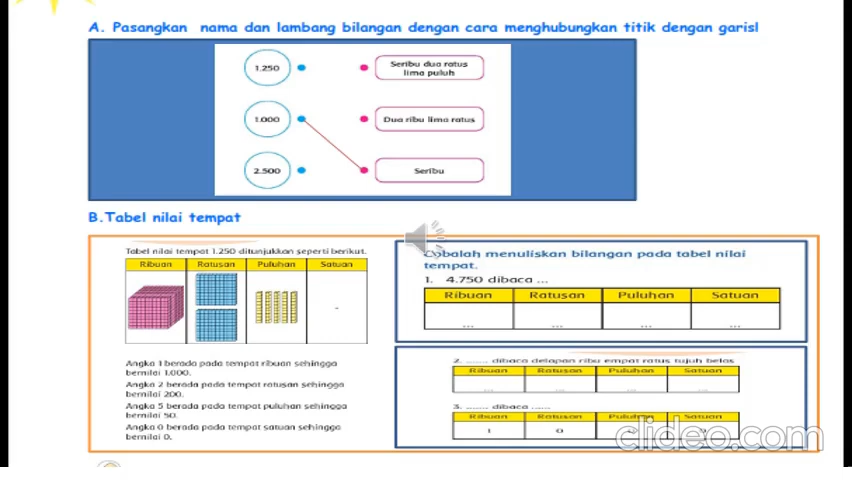 A. Pasangkan nama dan lambang bilangan dengan cara menghubungkan titik dengan garis!
1.250
Seribu dua ratus
lima puluh
1.000
Dua ribu lima ratus
2.500
Seribu
B.Tabel nilai tempat
Tabel nilai tempat 1.250 ditunjukkan seperti berikut.
Ribuan Ratusan Puluhan Satuan
-
Angka 1 berada pada tempat ribuan sehingga
bernilai 1.000.
Angka 2 berada pada tempat ratusan sehingga
bernilai 200.
Angka 5 berada pada tempat puluhan sehingga
bernilai 50.
Angka 0 berada pada tempat satuan sehingga
bernilai 0.
Cobalah menuliskan bilangan pada tabel nilai
tempat.
1. 4.750 dibaca ...
Ribuan Ratusan Puluhan Satuan
... ... ... ...
2. ....... dibaca delapan ribu empat ratus tujuh belas
Ribuan Ratusan Puluhan Satuan
... ... ... ...
3. ....... dibaca ......
Ribuan Ratusan Puluhan Satuan
1 0
clideo.com